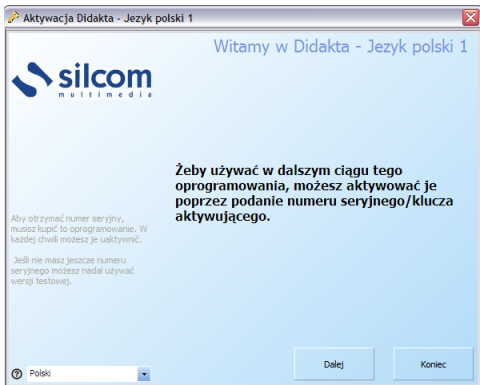 Aktywacja Didakta - Jezyk polski 1
Witamy w Didakta - Jezyk polski 1
silcom
multimedia
Żeby używać w dalszym ciągu tego
oprogramowania, możesz aktywować je
poprzez podanie numeru seryjnego/klucza
aktywującego.
Aby otrzymać numer seryjny,
musisz kupić to oprogramowanie. W
każdej chwili możesz je uaktywnić.
Jeśli nie masz jeszcze numeru
seryjnego możesz nadal używać
wersji testowej.
Polski
Dalej
Koniec